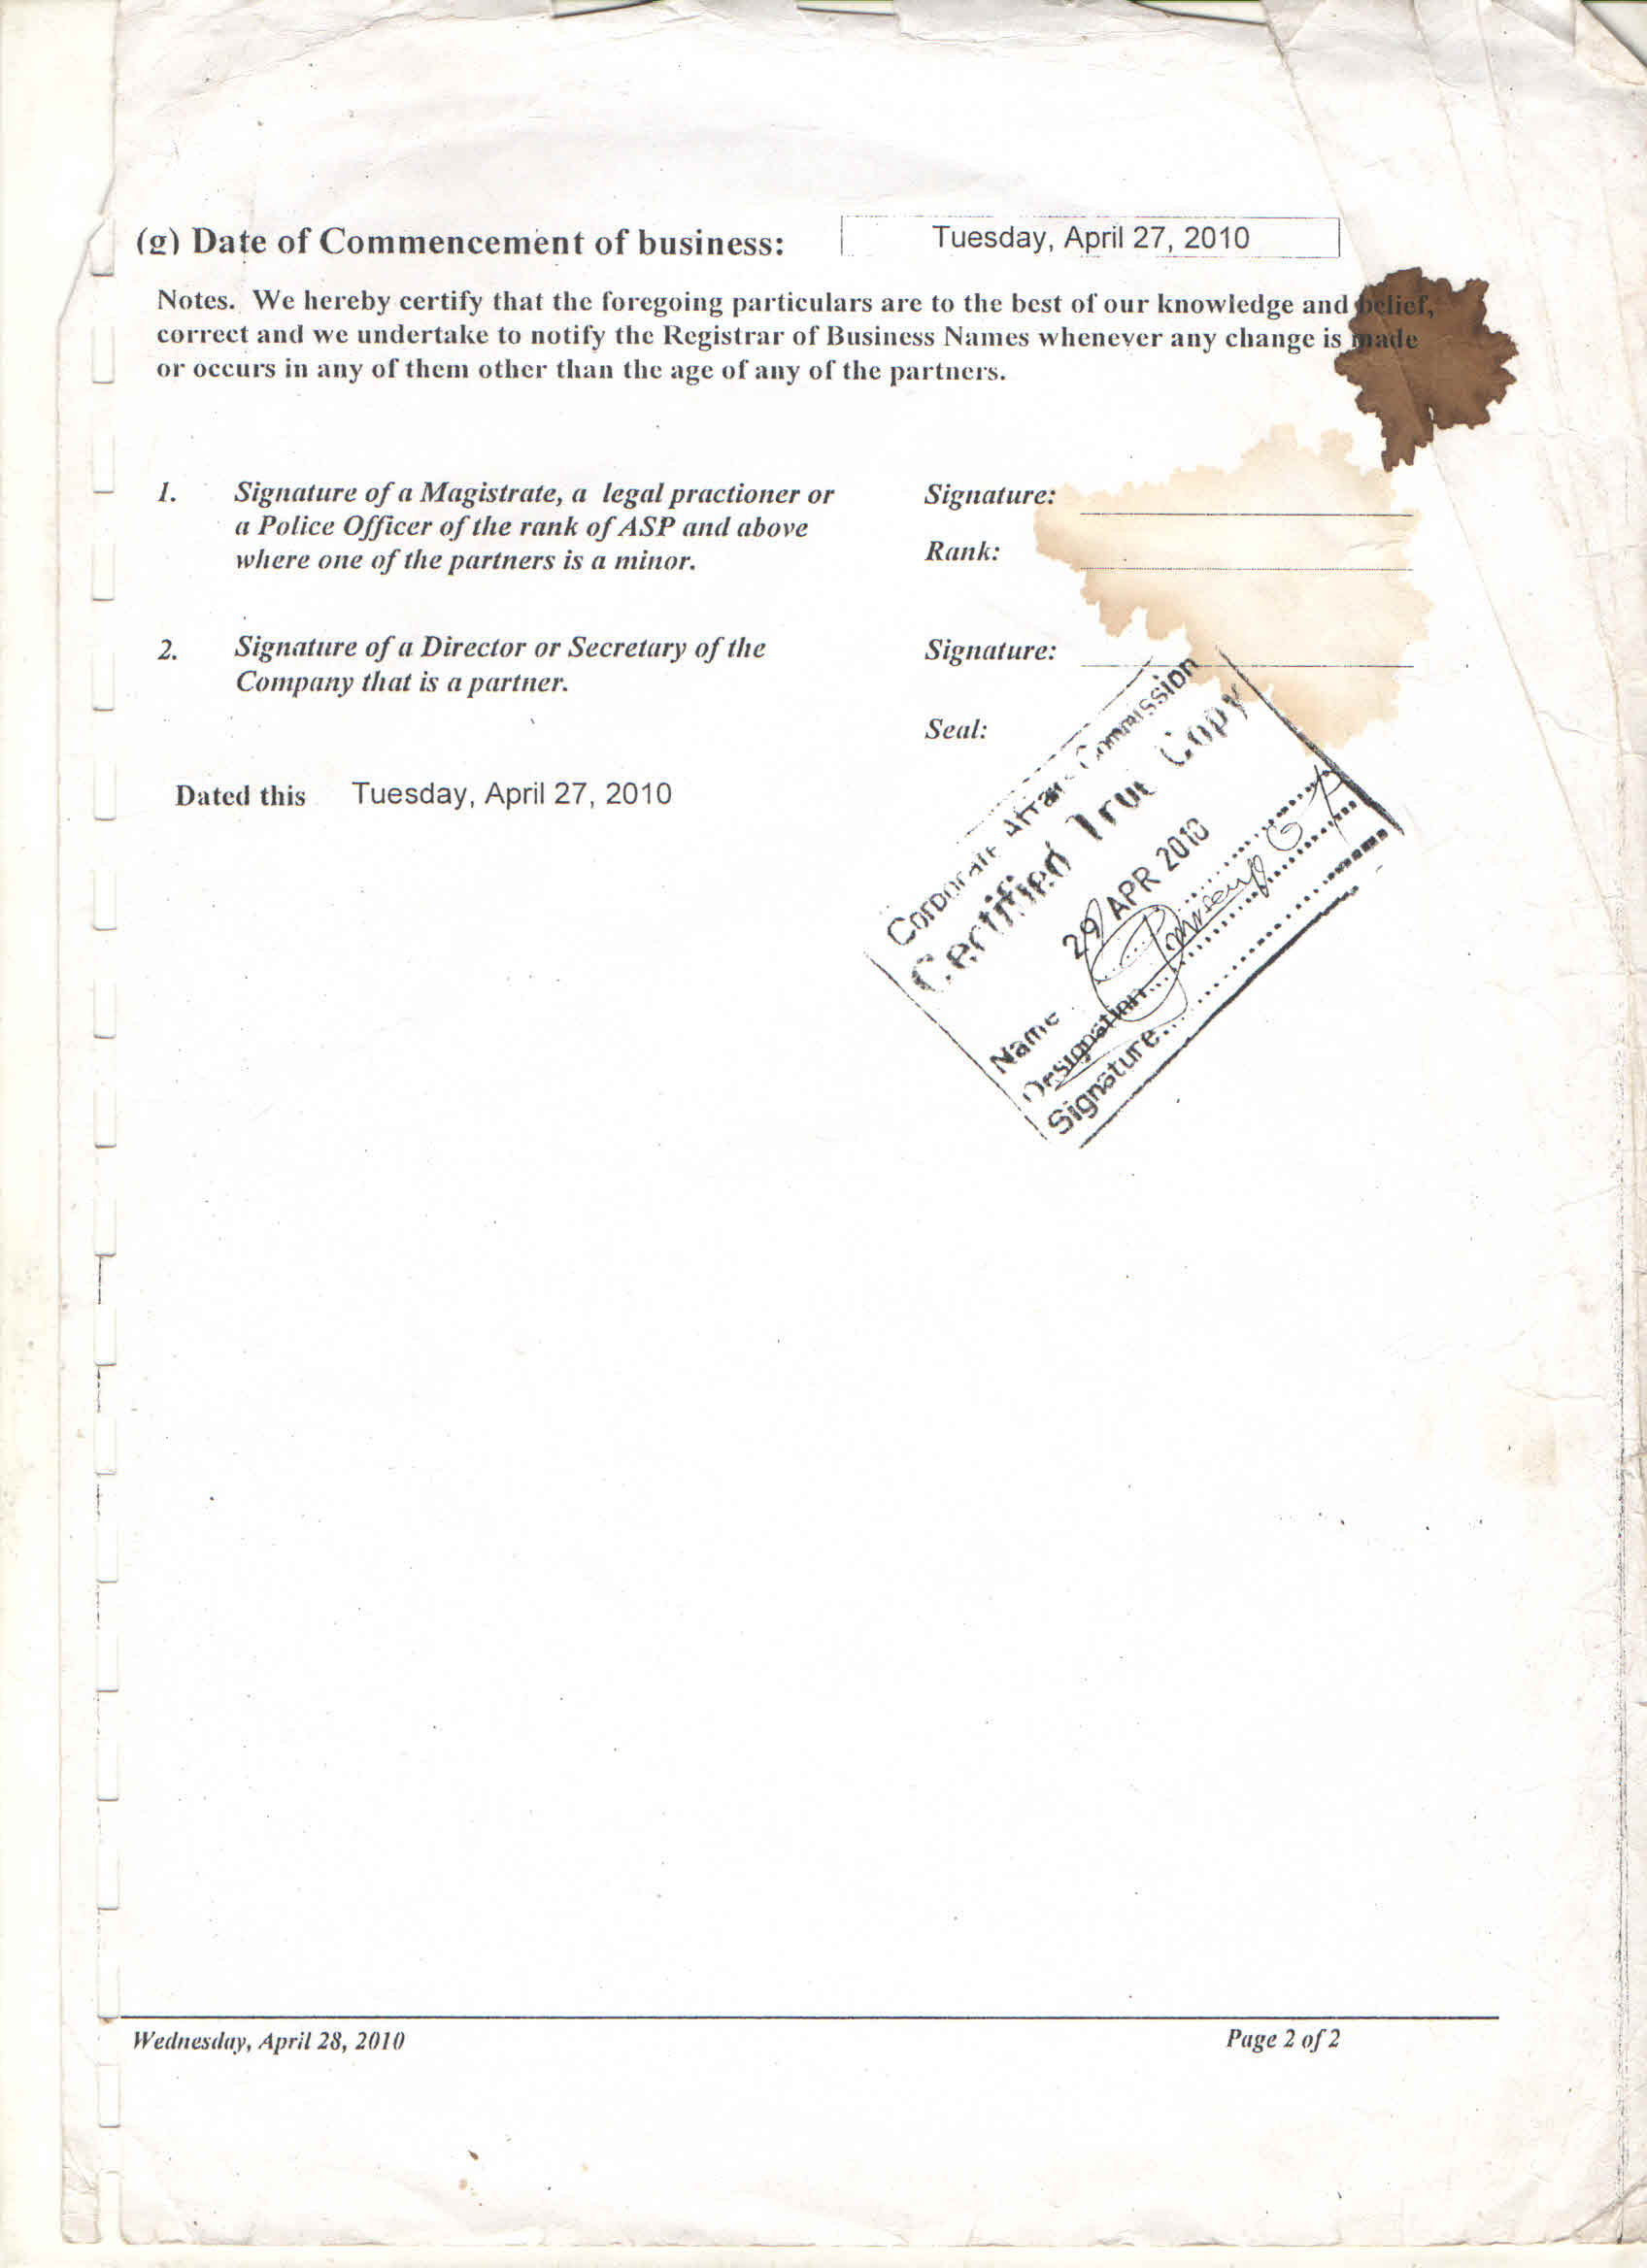 (g) Date of Commencement of business:   Tuesday, April 27, 2010
Notes. We hereby certify that the foregoing particulars are to the best of our knowledge and belief,
correct and we undertake to notify the Registrar of Business Names whenever any change is made
or occurs in any of them other than the age of any of the partners.
1. Signature of a Magistrate, a legal practioner or
a Police Officer of the rank of ASP and above
where one of the partners is a minor.
Signature:
Rank:
2. Signature of a Director or Secretary of the
Company that is a partner.
Signature:
Seal:
Dated this Tuesday, April 27, 2010
Corporate Affairs Commission
Certified True Copy
29 APR 2010
Name
Designation
Signature
Wednesday, April 28, 2010   Page 2 of 2